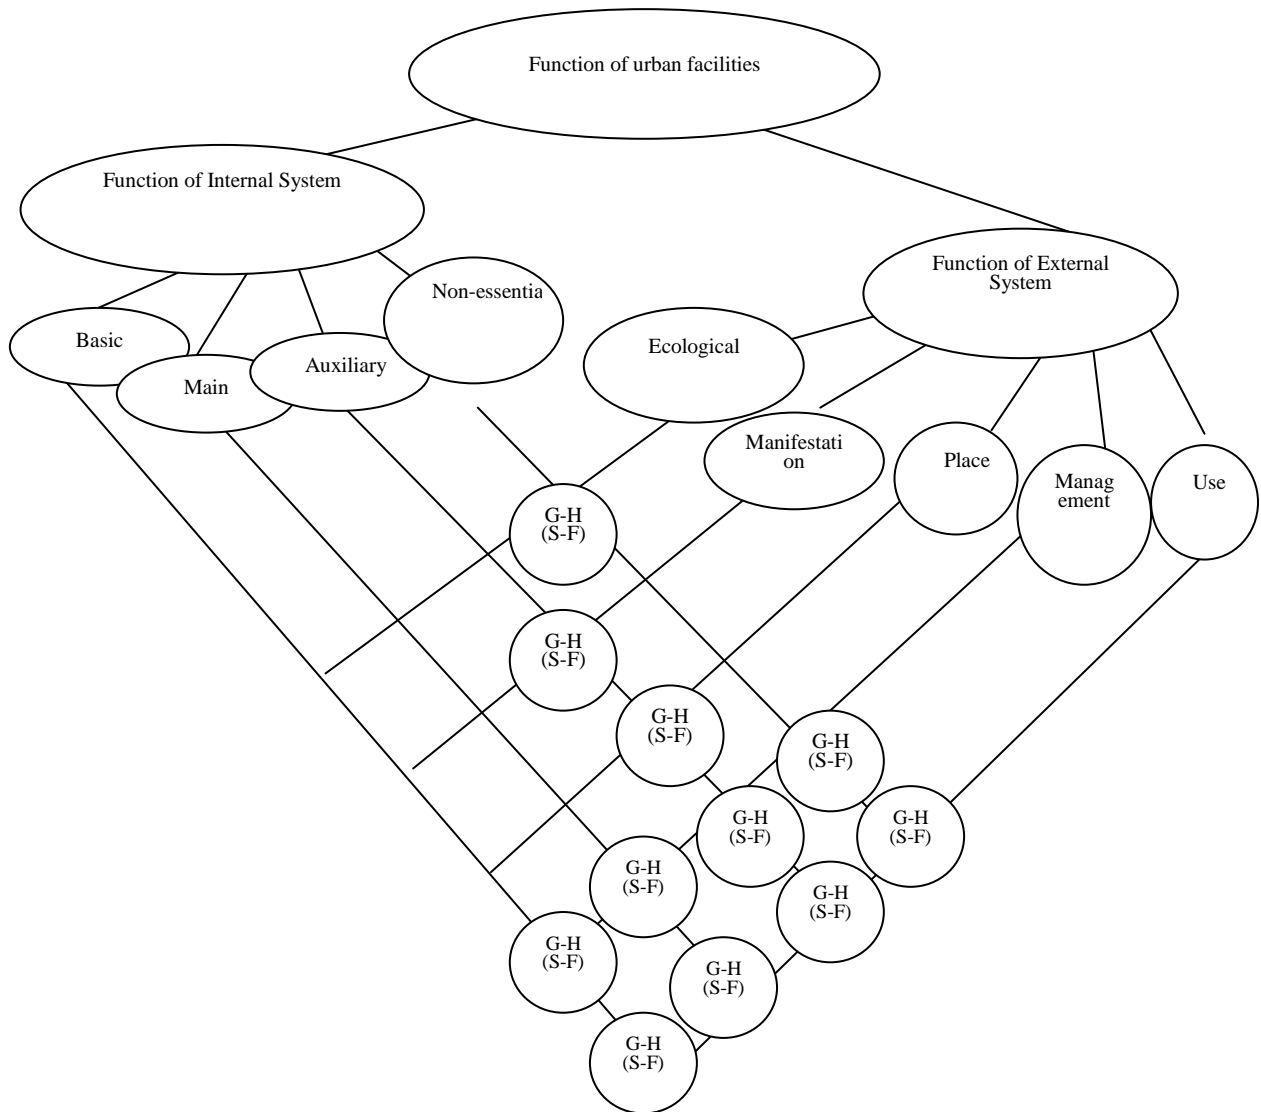 Function of urban facilities
Function of Internal System
Function of External
System
Non-essentia
Basic
Ecological
Auxiliary
Main
Manifestati
on
Place
Manag
ement
Use
G-H
(S-F)
G-H
(S-F)
G-H
(S-F)
G-H
(S-F)
G-H
(S-F)
G-H
(S-F)
G-H
(S-F)
G-H
(S-F)
G-H
(S-F)
G-H
(S-F)
G-H
(S-F)